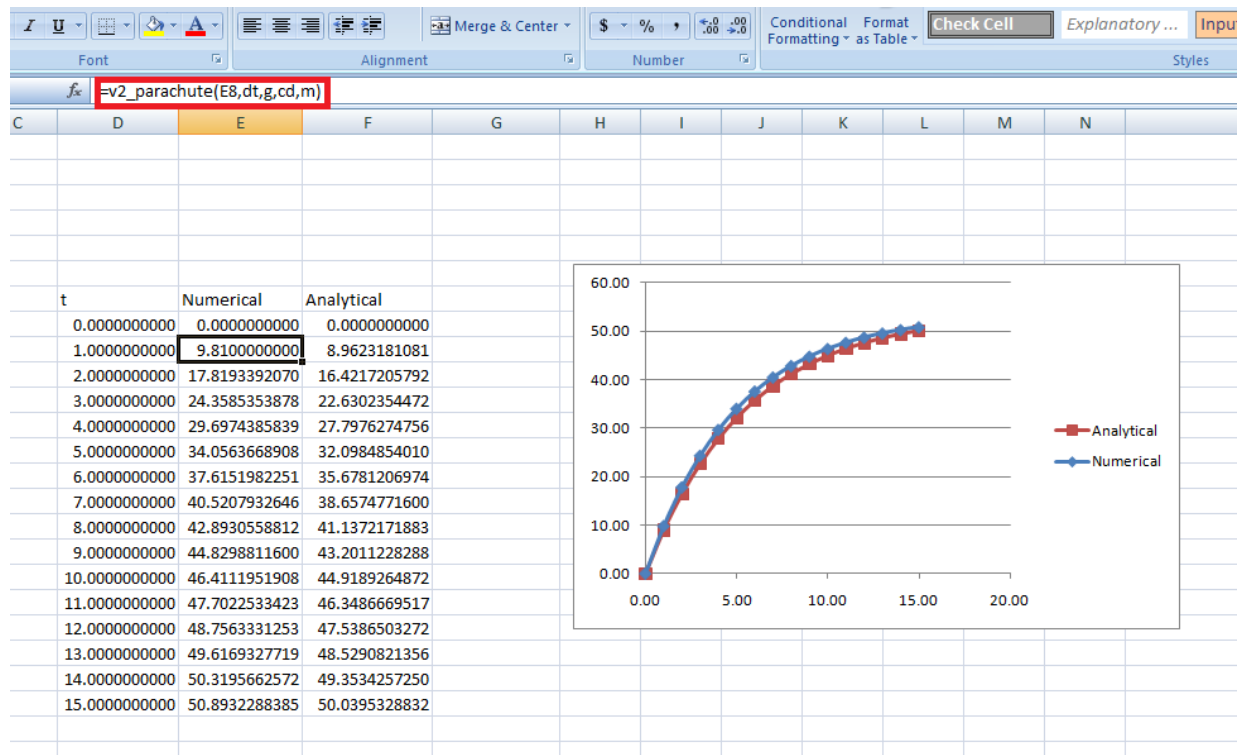 I U A Merge & Center $ % , .0 .00 .00 .0 Conditional Formatting as Table Format Check Cell Explanatory ... Input
Font Alignment Number Styles
fx =v2_parachute(E8,dt,g,cd,m)
C D E F G H I J K L M N
t Numerical Analytical
0.0000000000 0.0000000000 0.0000000000
1.0000000000 9.8100000000 8.9623181081
2.0000000000 17.8193392070 16.4217205792
3.0000000000 24.3585353878 22.6302354472
4.0000000000 29.6974385839 27.7976274756
5.0000000000 34.0563668908 32.0984854010
6.0000000000 37.6151982251 35.6781206974
7.0000000000 40.5207932646 38.6574771600
8.0000000000 42.8930558812 41.1372171883
9.0000000000 44.8298811600 43.2011228288
10.0000000000 46.4111951908 44.9189264872
11.0000000000 47.7022533423 46.3486669517
12.0000000000 48.7563331253 47.5386503272
13.0000000000 49.6169327719 48.5290821356
14.0000000000 50.3195662572 49.3534257250
15.0000000000 50.8932288385 50.0395328832
60.00
50.00
40.00
30.00
20.00
10.00
0.00
0.00 5.00 10.00 15.00 20.00
Analytical
Numerical